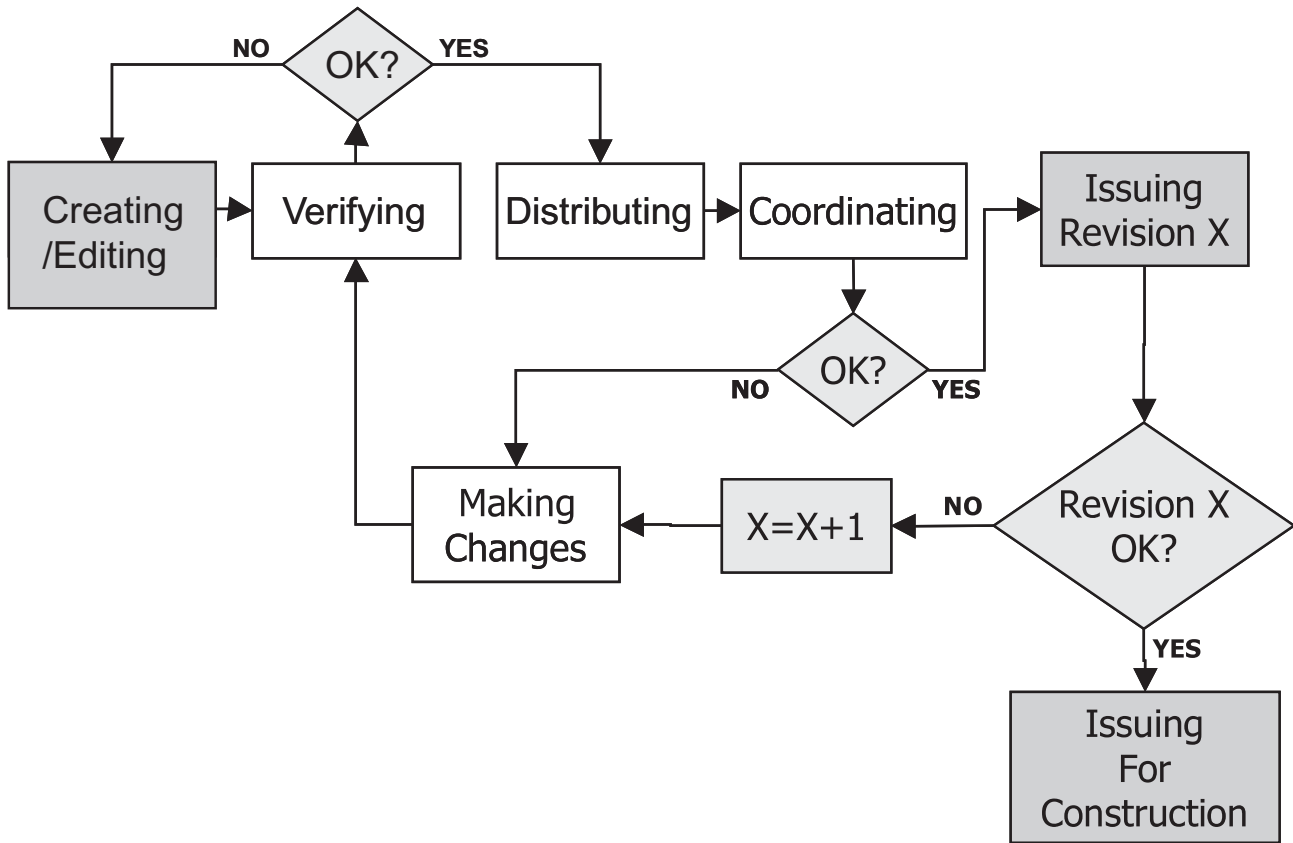 NO
OK?
YES
Creating
/Editing
Verifying
Distributing
Coordinating
Issuing
Revision X
NO
OK?
YES
Making
Changes
X=X+1
NO
Revision X
OK?
YES
Issuing
For
Construction